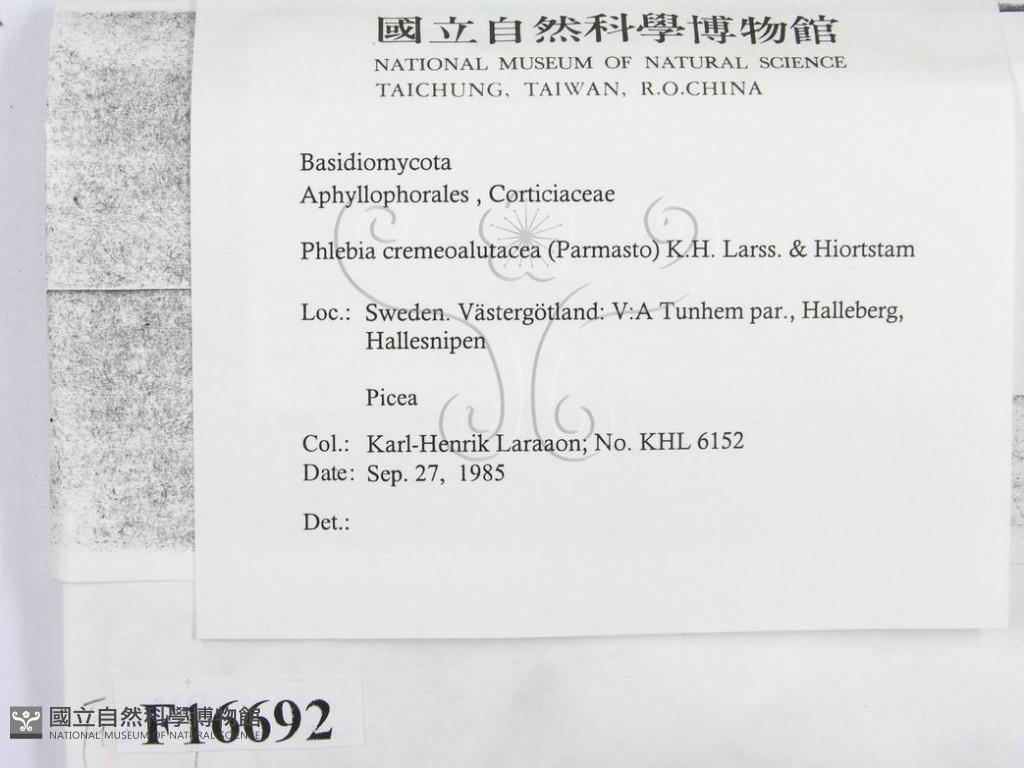 國立自然科學博物館
NATIONAL MUSEUM OF NATURAL SCIENCE
TAICHUNG, TAIWAN, R.O.CHINA
Basidiomycota
Aphyllophorales , Corticiaceae
Phlebia cremeoalutacea (Parmasto) K.H. Larss. & Hiortstam
Loc.: Sweden. Västergötland: V:A Tunhem par., Halleberg,
Hallesnipen
Picea
Col.: Karl-Henrik Laraaon; No. KHL 6152
Date: Sep. 27, 1985
Det.:
F16692
國立自然科學博物館
NATIONAL MUSEUM OF NATURAL SCIENCE